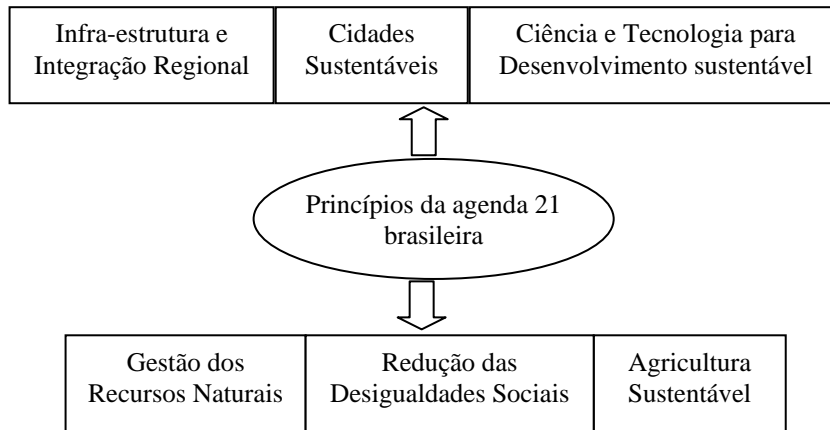 Infra-estrutura e
Integração Regional
Cidades
Sustentáveis
Ciência e Tecnologia para
Desenvolvimento sustentável
Princípios da agenda 21
brasileira
Gestão dos
Recursos Naturais
Redução das
Desigualdades Sociais
Agricultura
Sustentável